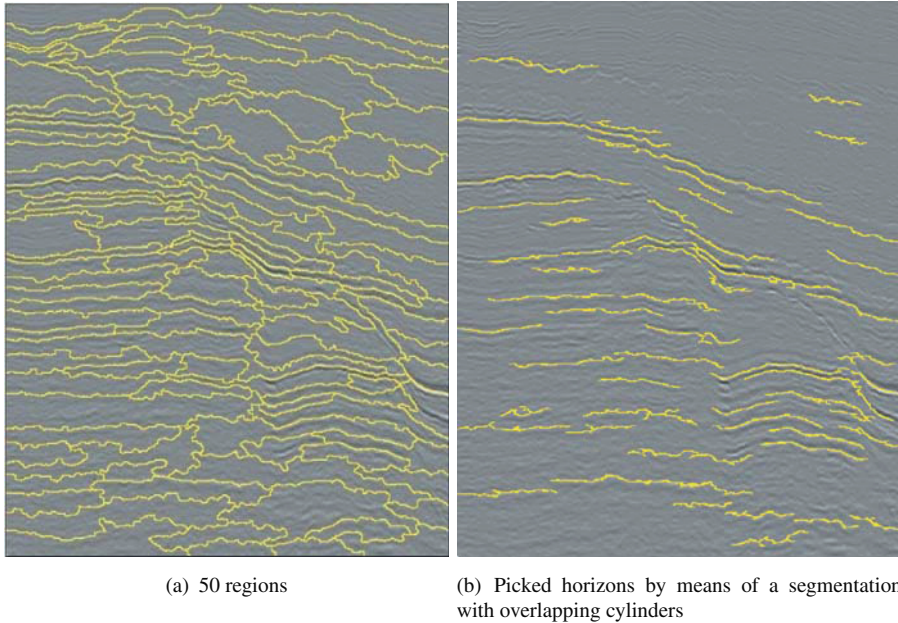 (a) 50 regions
(b) Picked horizons by means of a segmentation
with overlapping cylinders